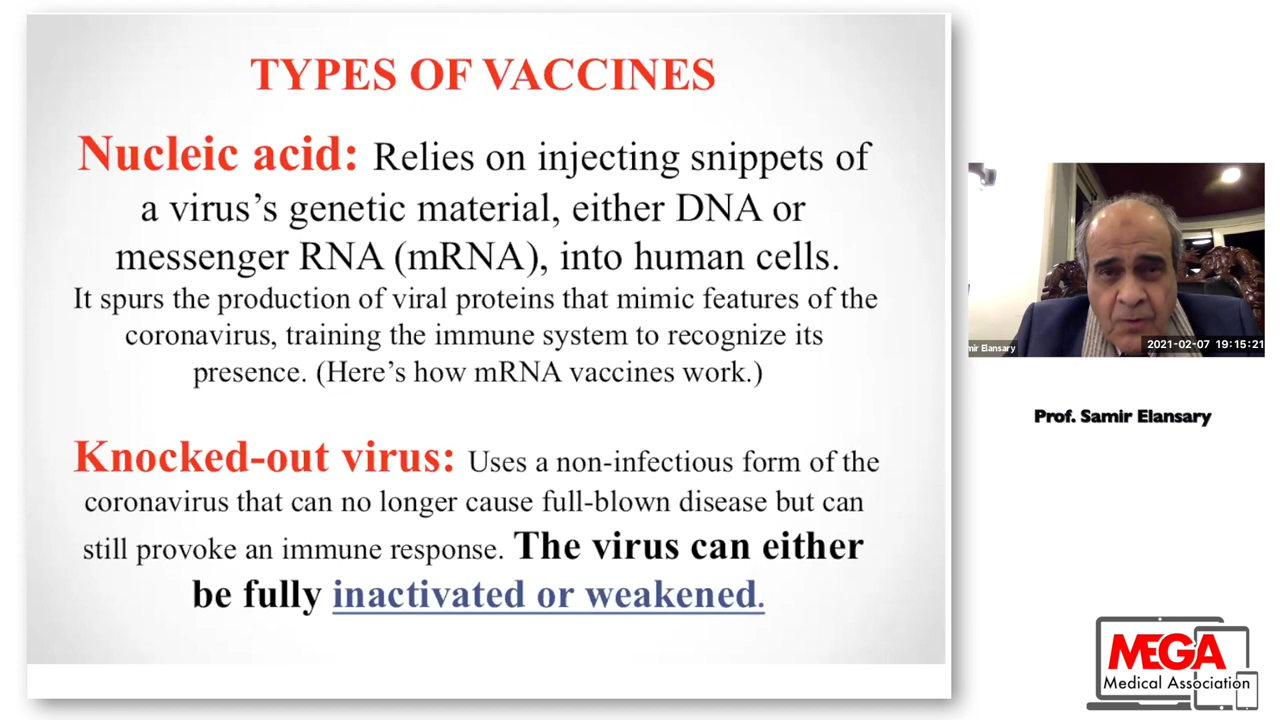 TYPES OF VACCINES
Nucleic acid: Relies on injecting snippets of
a virus’s genetic material, either DNA or
messenger RNA (mRNA), into human cells.
It spurs the production of viral proteins that mimic features of the
coronavirus, training the immune system to recognize its
presence. (Here’s how mRNA vaccines work.)
Knocked-out virus: Uses a non-infectious form of the
coronavirus that can no longer cause full-blown disease but can
still provoke an immune response. The virus can either
be fully inactivated or weakened.
mir Elansary
2021-02-07 19:15:21
Prof. Samir Elansary
MEGA
Medical Association